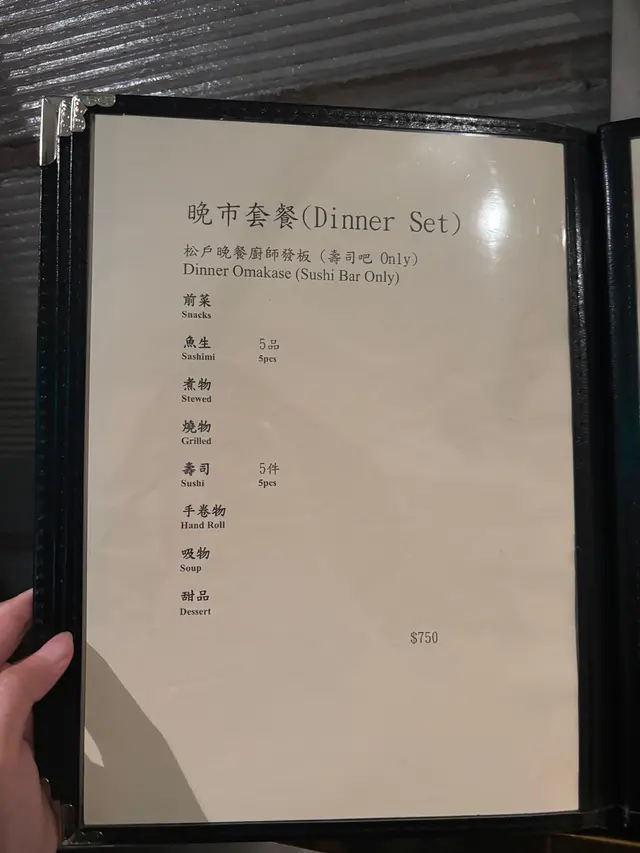 晚市套餐(Dinner Set)
松戶晚餐廚師發板 (壽司吧 Only)
Dinner Omakase (Sushi Bar Only)
前菜
Snacks
魚生 5品
Sashimi 5pcs
煮物
Stewed
燒物
Grilled
壽司 5件
Sushi 5pcs
手卷物
Hand Roll
吸物
Soup
甜品
Dessert
$750